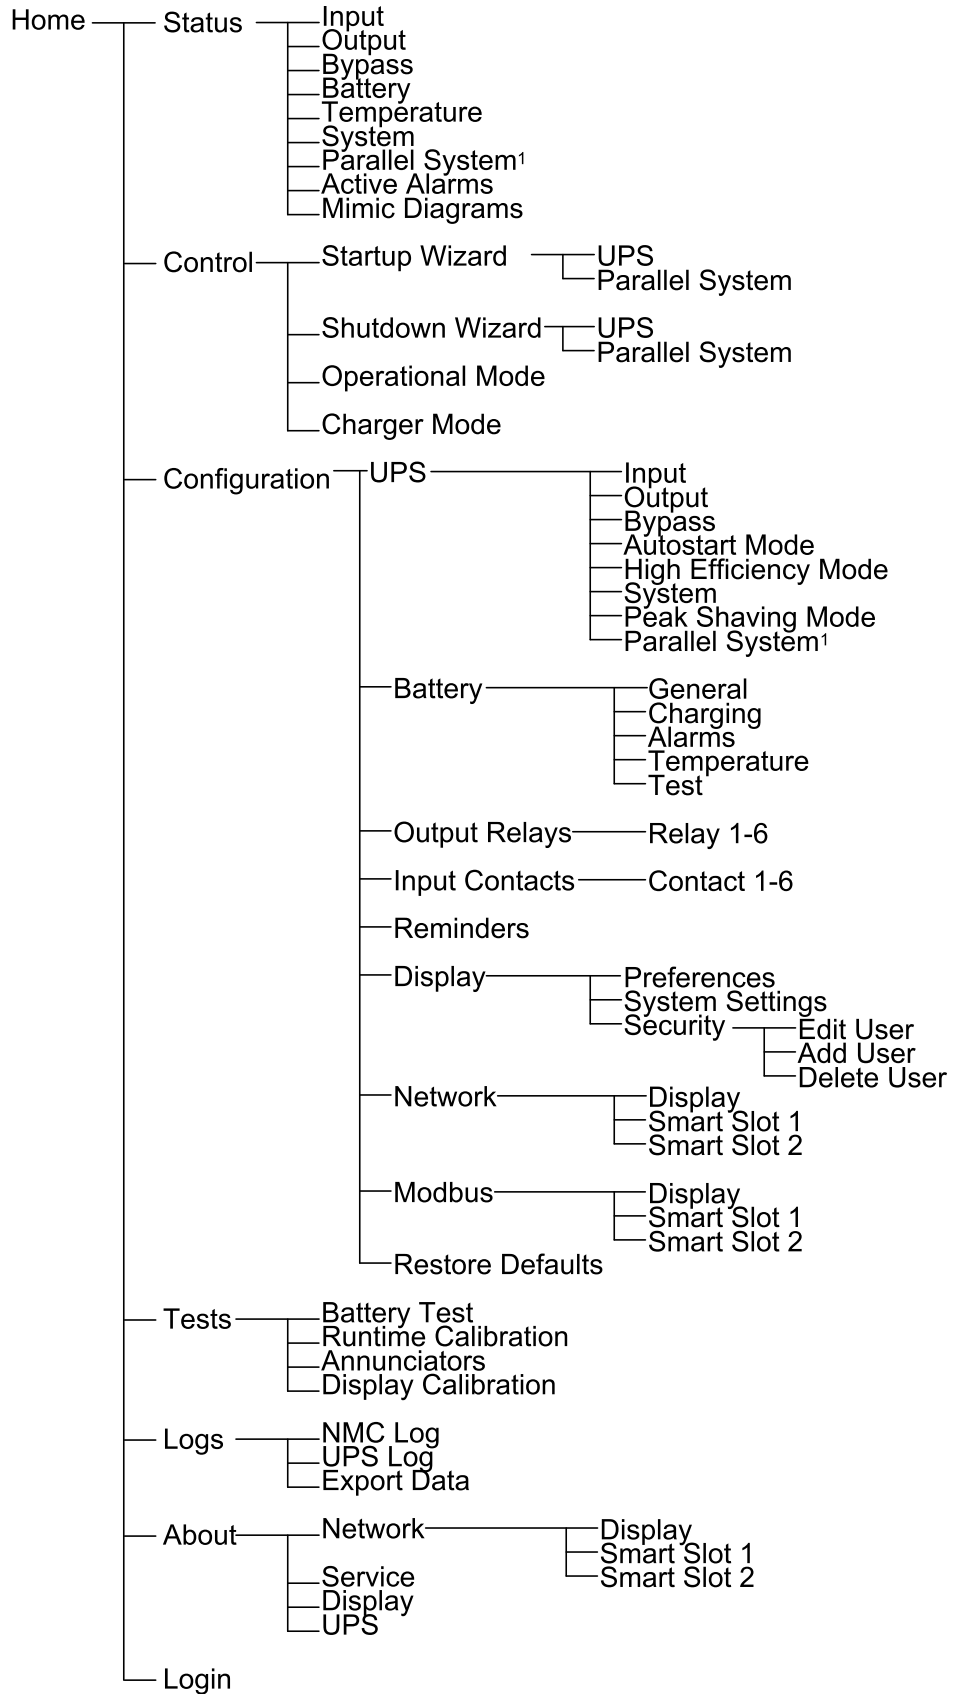 Home
Status
Input
Output
Bypass
Battery
Temperature
System
Parallel System¹
Active Alarms
Mimic Diagrams
Control
Startup Wizard
UPS
Parallel System
Shutdown Wizard
UPS
Parallel System
Operational Mode
Charger Mode
Configuration
UPS
Input
Output
Bypass
Autostart Mode
High Efficiency Mode
System
Peak Shaving Mode
Parallel System¹
Battery
General
Charging
Alarms
Temperature
Test
Output Relays
Relay 1-6
Input Contacts
Contact 1-6
Reminders
Display
Preferences
System Settings
Security
Edit User
Add User
Delete User
Network
Display
Smart Slot 1
Smart Slot 2
Modbus
Display
Smart Slot 1
Smart Slot 2
Restore Defaults
Tests
Battery Test
Runtime Calibration
Annunciators
Display Calibration
Logs
NMC Log
UPS Log
Export Data
About
Network
Display
Smart Slot 1
Smart Slot 2
Service
Display
UPS
Login